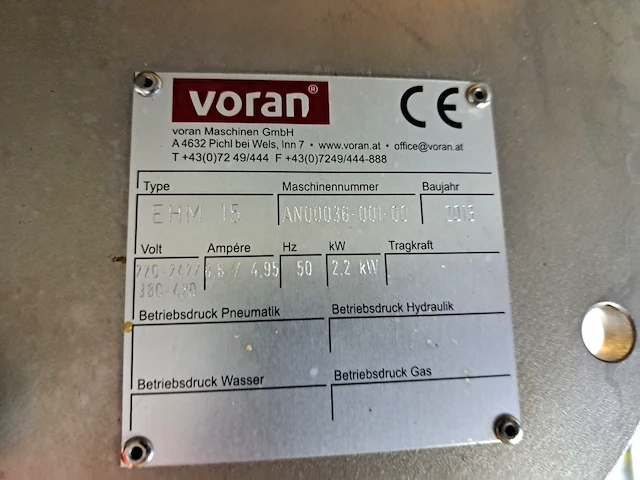 voran®
CE
voran Maschinen GmbH
A 4632 Pichl bei Wels, Inn 7 • www.voran.at • office@voran.at
T +43(0)72 49/444 F +43(0)7249/444-888
Type Maschinennummer Baujahr
EHM 15 AN00036-001-00
Volt Ampére Hz kW Tragkraft
4,95 50 2,2 kW
Betriebsdruck Pneumatik Betriebsdruck Hydraulik
Betriebsdruck Wasser Betriebsdruck Gas